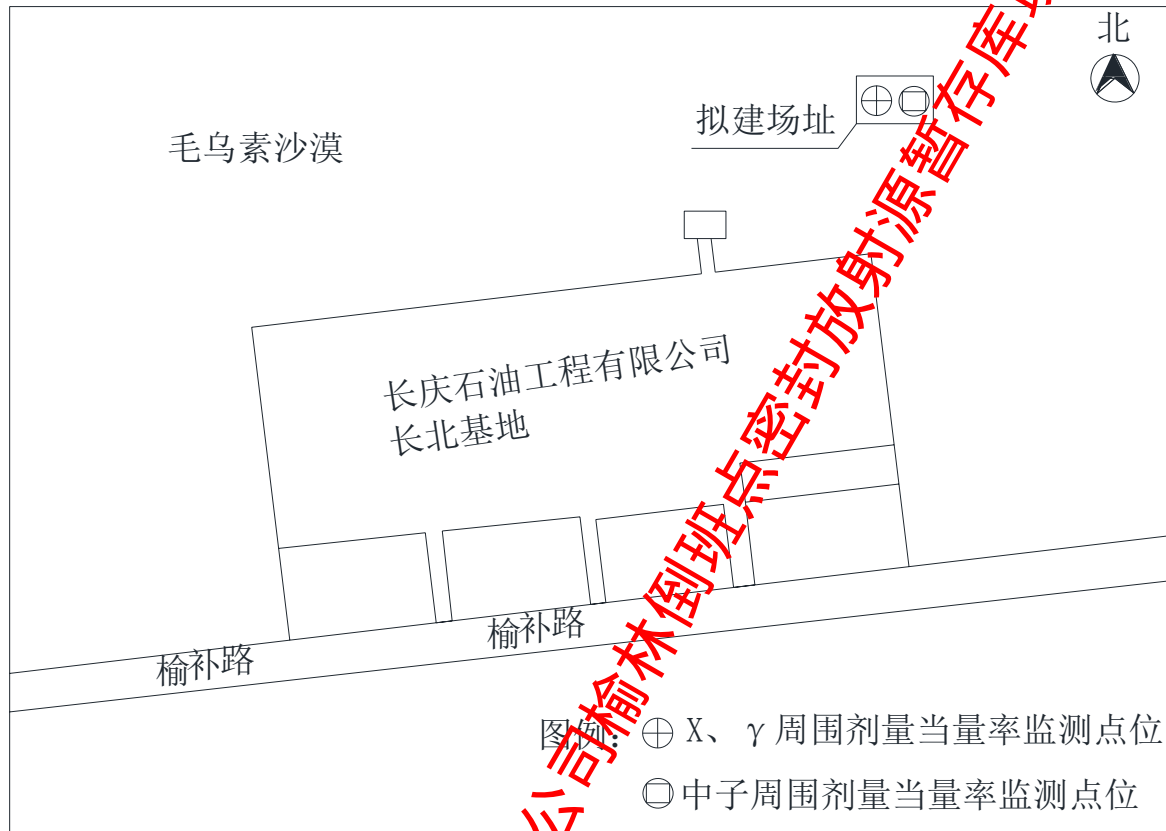 北
拟建场址
毛乌素沙漠
长庆石油工程有限公司
长北基地
榆补路
榆补路
图例:⊕ X、γ周围剂量当量率监测点位
中子周围剂量当量率监测点位
公司榆林倒班点密封放射源暂存库